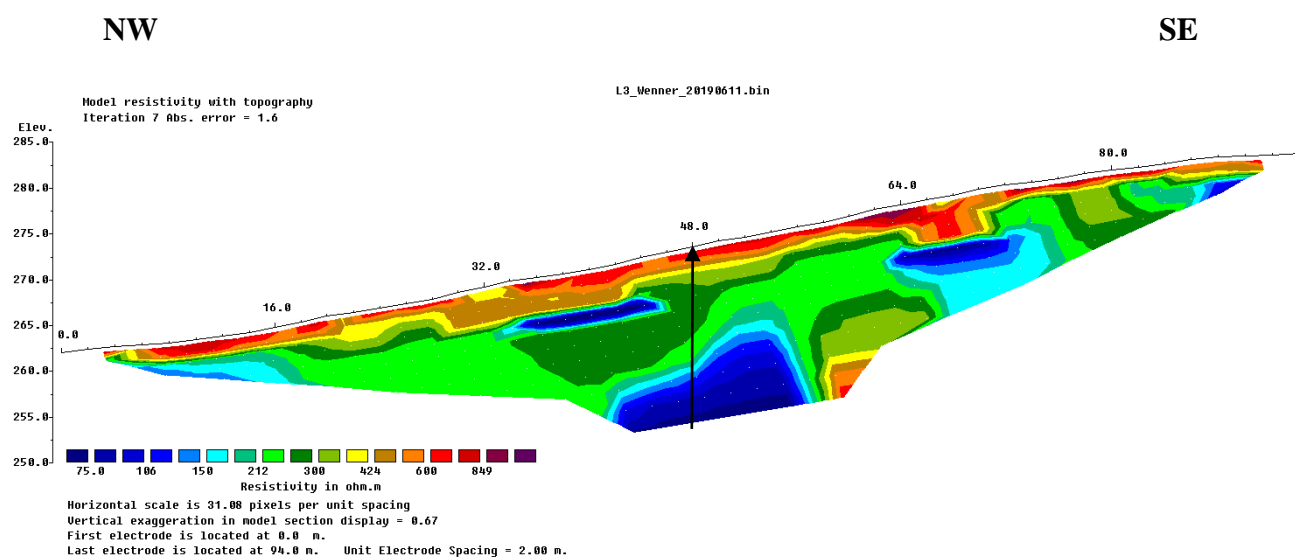 NW SE
L3_Wenner_20190611.bin
Model resistivity with topography
Iteration 7 Abs. error = 1.6
Elev.
285.0
280.0
275.0
270.0
265.0
260.0
255.0
250.0
0.0
16.0
32.0
48.0
64.0
80.0
75.0 106 150 212 300 424 600 849
Resistivity in ohm.m
Horizontal scale is 31.08 pixels per unit spacing
Vertical exaggeration in model section display = 0.67
First electrode is located at 0.0 m.
Last electrode is located at 94.0 m. Unit Electrode Spacing = 2.00 m.